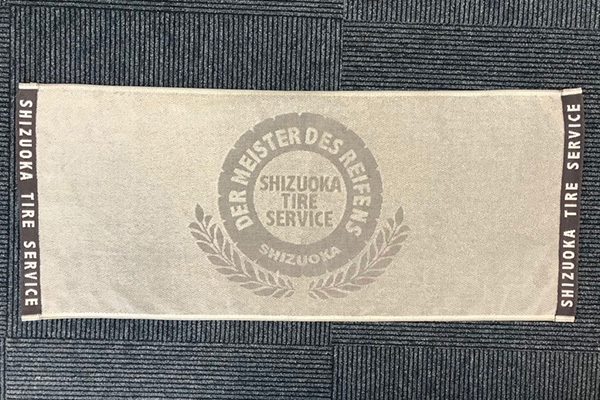 SHIZUOKA TIRE SERVICE
DER MEISTER DES REIFENS
SHIZUOKA
TIRE
SERVICE
SHIZUOKA
SHIZUOKA TIRE SERVICE